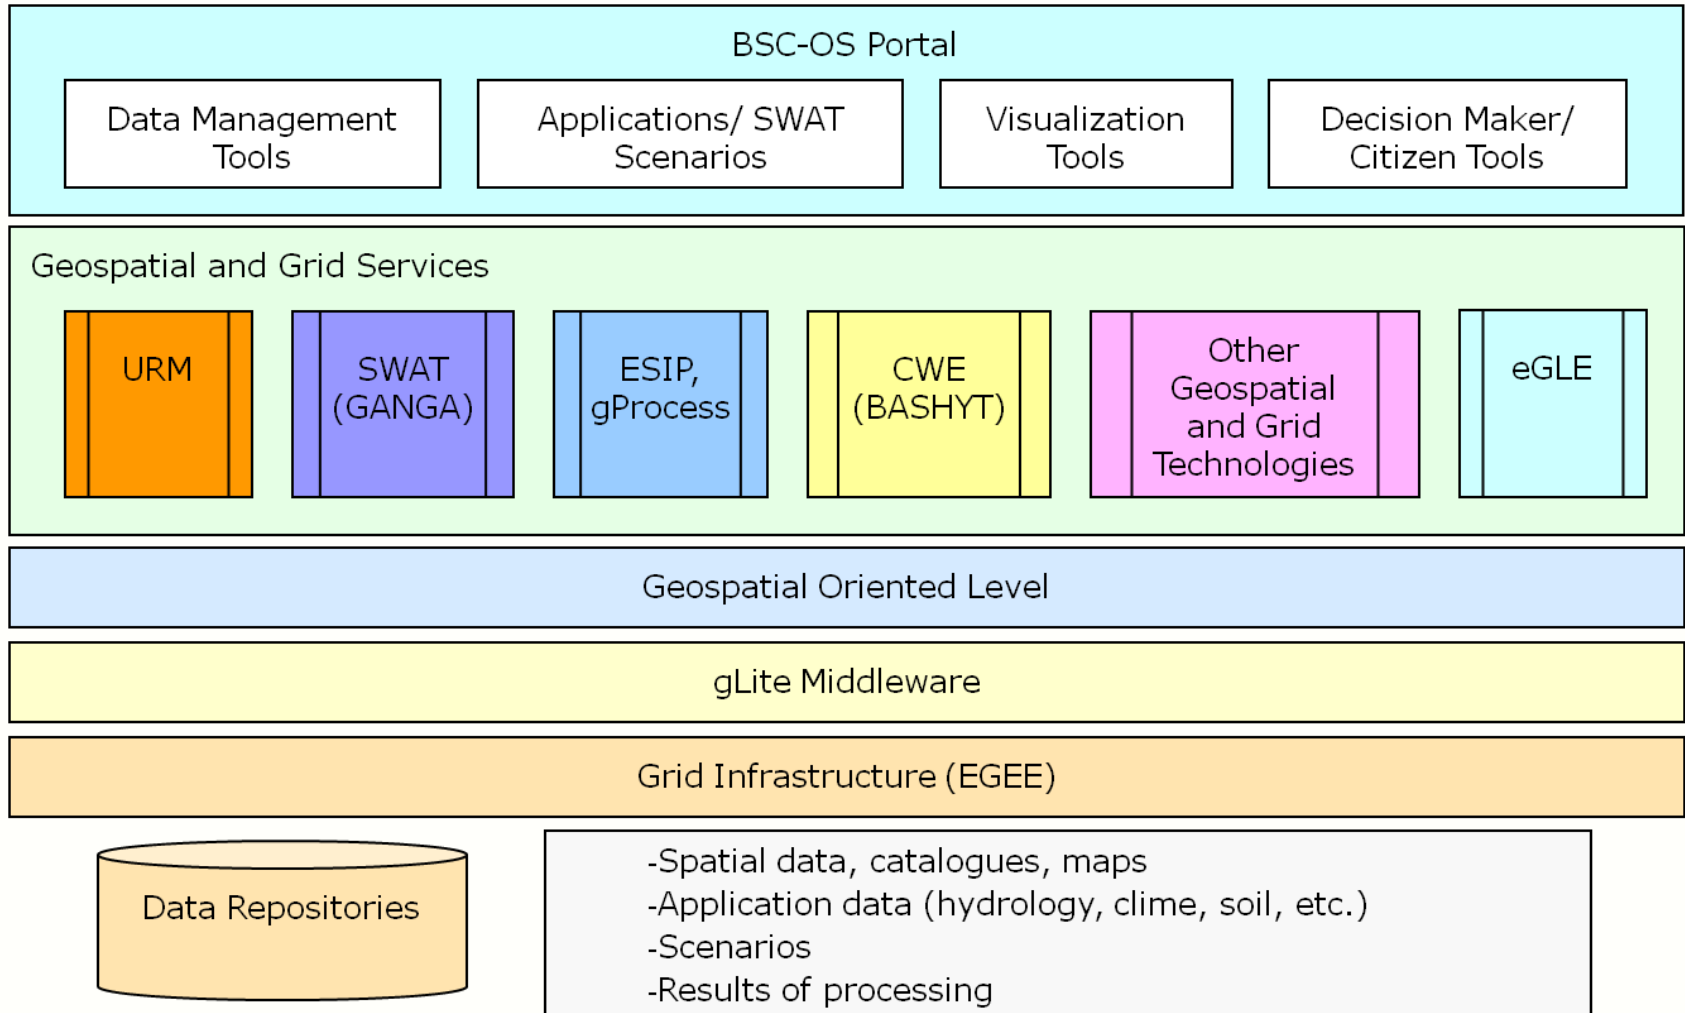 BSC-OS Portal
Data Management
Tools
Applications/ SWAT
Scenarios
Visualization
Tools
Decision Maker/
Citizen Tools
Geospatial and Grid Services
URM
SWAT
(GANGA)
ESIP,
gProcess
CWE
(BASHYT)
Other
Geospatial
and Grid
Technologies
eGLE
Geospatial Oriented Level
gLite Middleware
Grid Infrastructure (EGEE)
Data Repositories
-Spatial data, catalogues, maps
-Application data (hydrology, clime, soil, etc.)
-Scenarios
-Results of processing